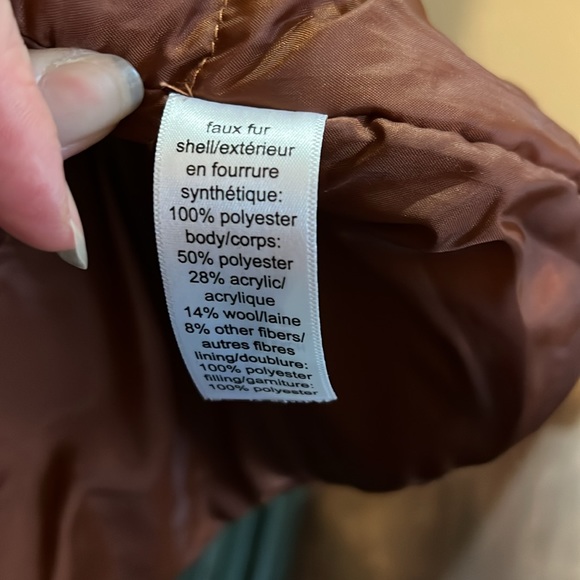 faux fur
shell/extérieur
en fourrure
synthétique:
100% polyester
body/corps:
50% polyester
28% acrylic/
acrylique
14% wool/laine
8% other fibers/
autres fibres
lining/doublure:
100% polyester
filling/garniture:
100% polyester